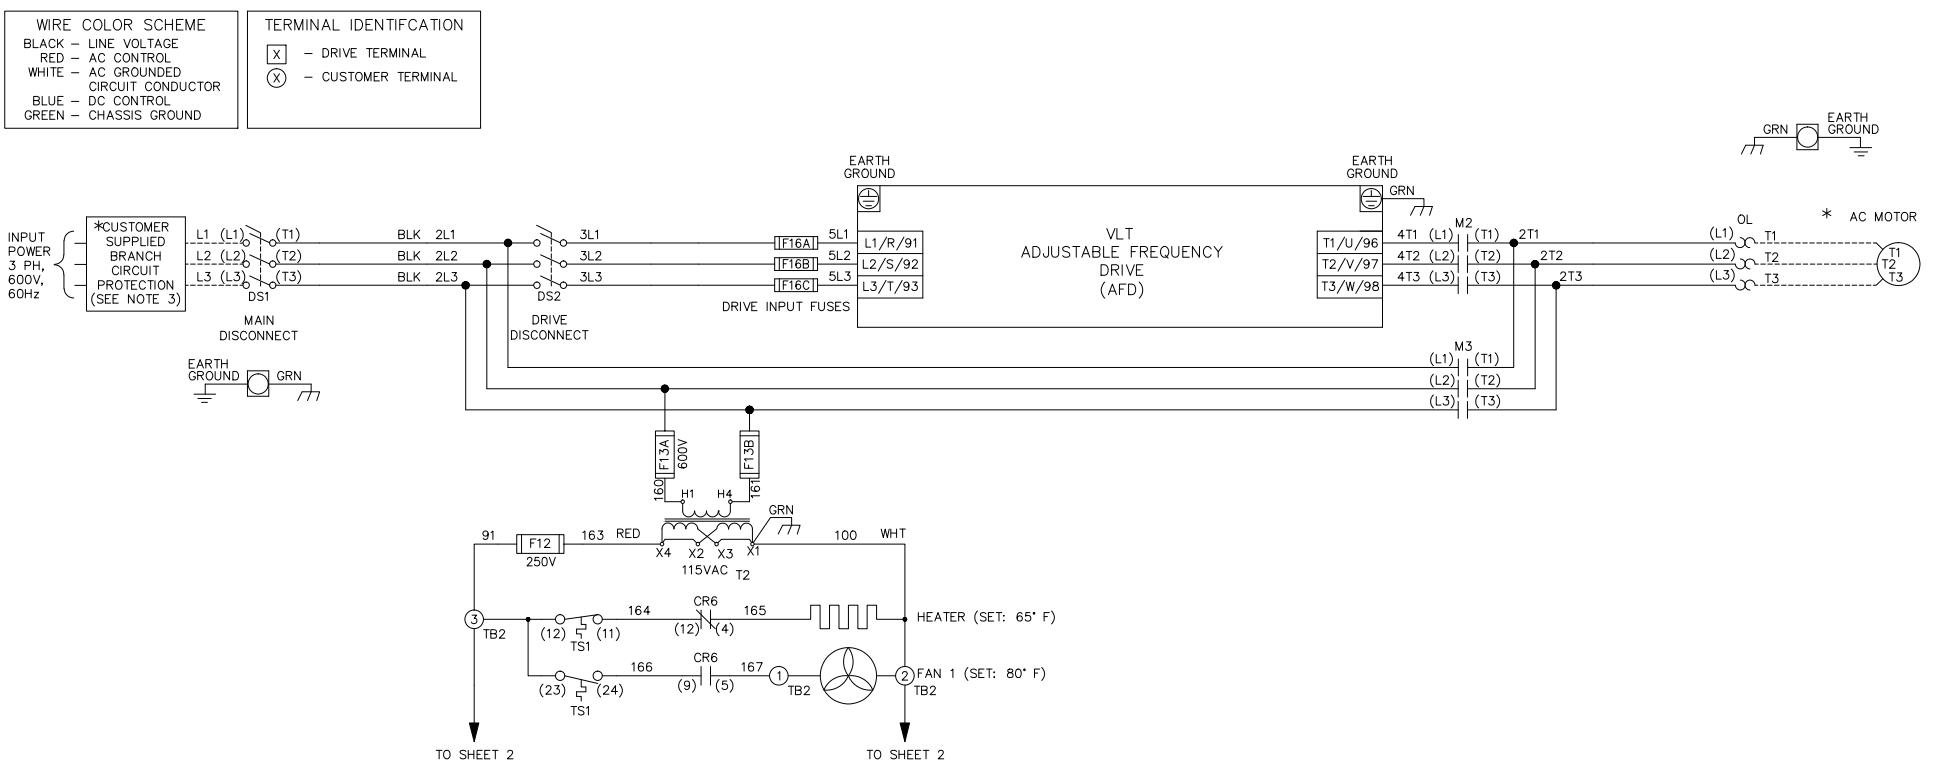 WIRE COLOR SCHEME
BLACK – LINE VOLTAGE
RED – AC CONTROL
WHITE – AC GROUNDED
CIRCUIT CONDUCTOR
BLUE – DC CONTROL
GREEN – CHASSIS GROUND
TERMINAL IDENTIFCATION
X – DRIVE TERMINAL
X – CUSTOMER TERMINAL
GRN
EARTH
GROUND
INPUT
POWER
3 PH,
600V,
60Hz
*CUSTOMER
SUPPLIED
BRANCH
CIRCUIT
PROTECTION
(SEE NOTE 3)
L1 (L1) (T1)
L2 (L2) (T2)
L3 (L3) (T3)
DS1
MAIN
DISCONNECT
BLK 2L1
BLK 2L2
BLK 2L3
3L1
3L2
3L3
DS2
DRIVE
DISCONNECT
F16A
F16B
F16C
DRIVE INPUT FUSES
5L1
5L2
5L3
EARTH
GROUND
L1/R/91
L2/S/92
L3/T/93
VLT
ADJUSTABLE FREQUENCY
DRIVE
(AFD)
EARTH
GROUND
GRN
T1/U/96
T2/V/97
T3/W/98
M2
4T1 (L1) (T1) 2T1
4T2 (L2) (T2) 2T2
4T3 (L3) (T3) 2T3
OL
(L1) T1
(L2) T2
(L3) T3
* AC MOTOR
T1
T2
T3
M3
(L1) (T1)
(L2) (T2)
(L3) (T3)
EARTH
GROUND
GRN
F13A
600V
F13B
160
161
H1 H4
GRN
91
F12
250V
163 RED
X4 X2 X3 X1
115VAC T2
100 WHT
3
TB2
(12) (11)
TS1
164
CR6
(12) (4)
165
HEATER (SET: 65° F)
(23) (24)
TS1
166
CR6
(9) (5)
167
1
TB2
2
TB2
FAN 1 (SET: 80° F)
TO SHEET 2
TO SHEET 2